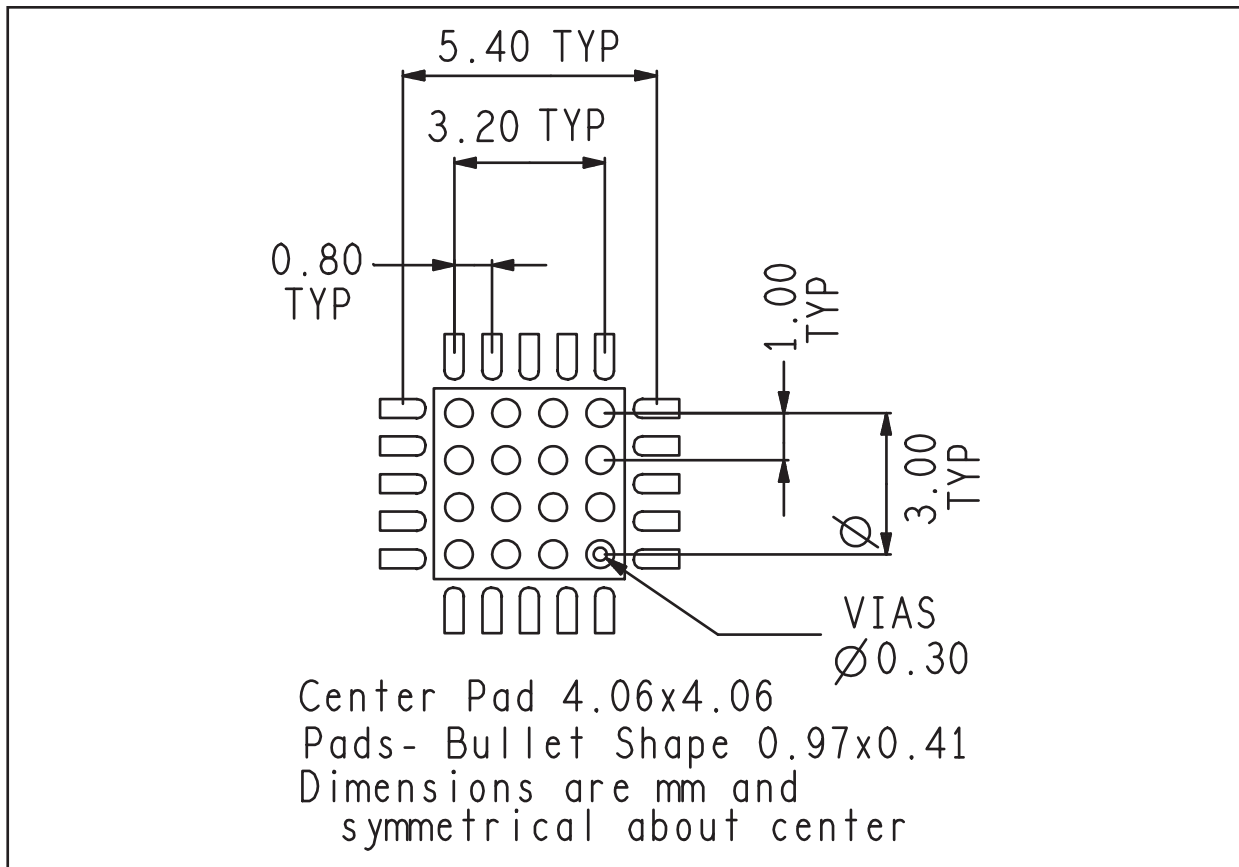 5.40 TYP
3.20 TYP
0.80
TYP
1.00
TYP
3.00
TYP
Ø
VIAS
Ø0.30
Center Pad 4.06x4.06
Pads- Bullet Shape 0.97x0.41
Dimensions are mm and
symmetrical about center